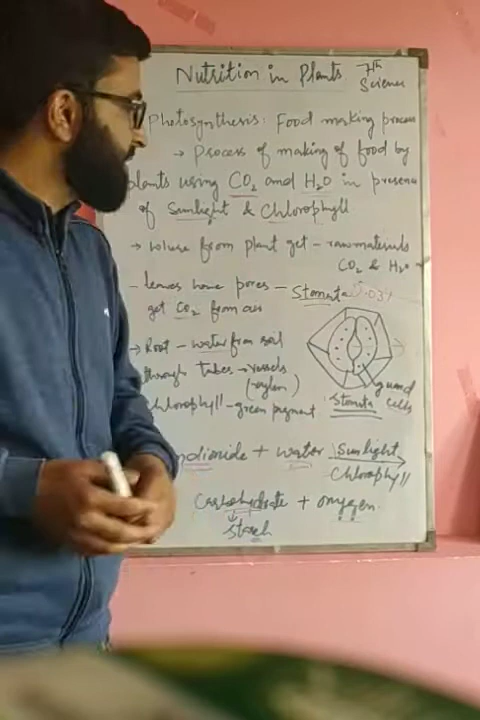 Nutrition in Plants 7th
Science
Photosynthesis: Food making process
→ Process of making of food by
plants using CO2 and H2O in presence
of Sunlight & Chlorophyll
→ where from plant get - raw materials
CO2 & H2O
- leaves have pores - Stomata 0.03%
get CO2 from air
→ Root - water from soil
through tubes → vessels
(xylem)
Chlorophyll - green pigment
guard
cells
Stomata
dioxide + water Sunlight
Chlorophyll
Carbohydrate + oxygen
Starch